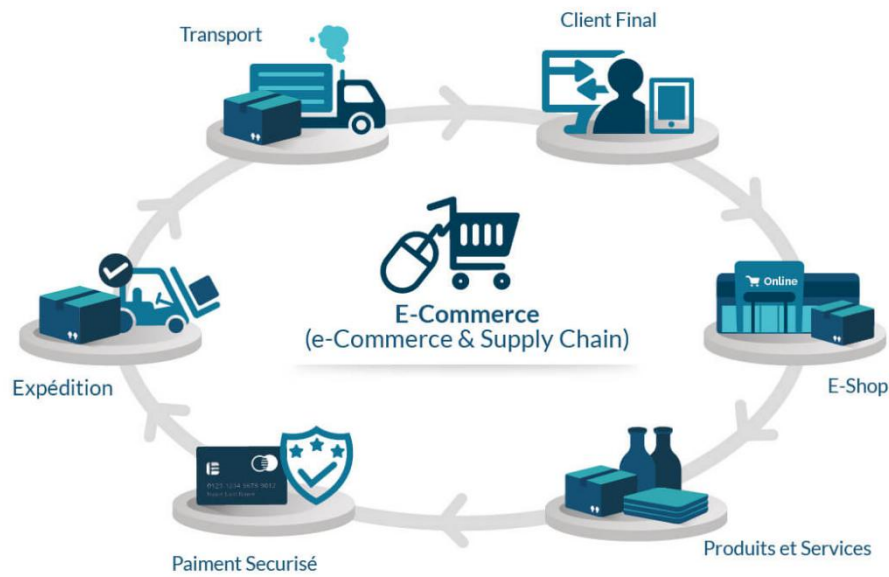 Client Final
Transport
Online
E-Commerce
(e-Commerce & Supply Chain)
Expédition
E-Shop
Produits et Services
Paiment Securisé